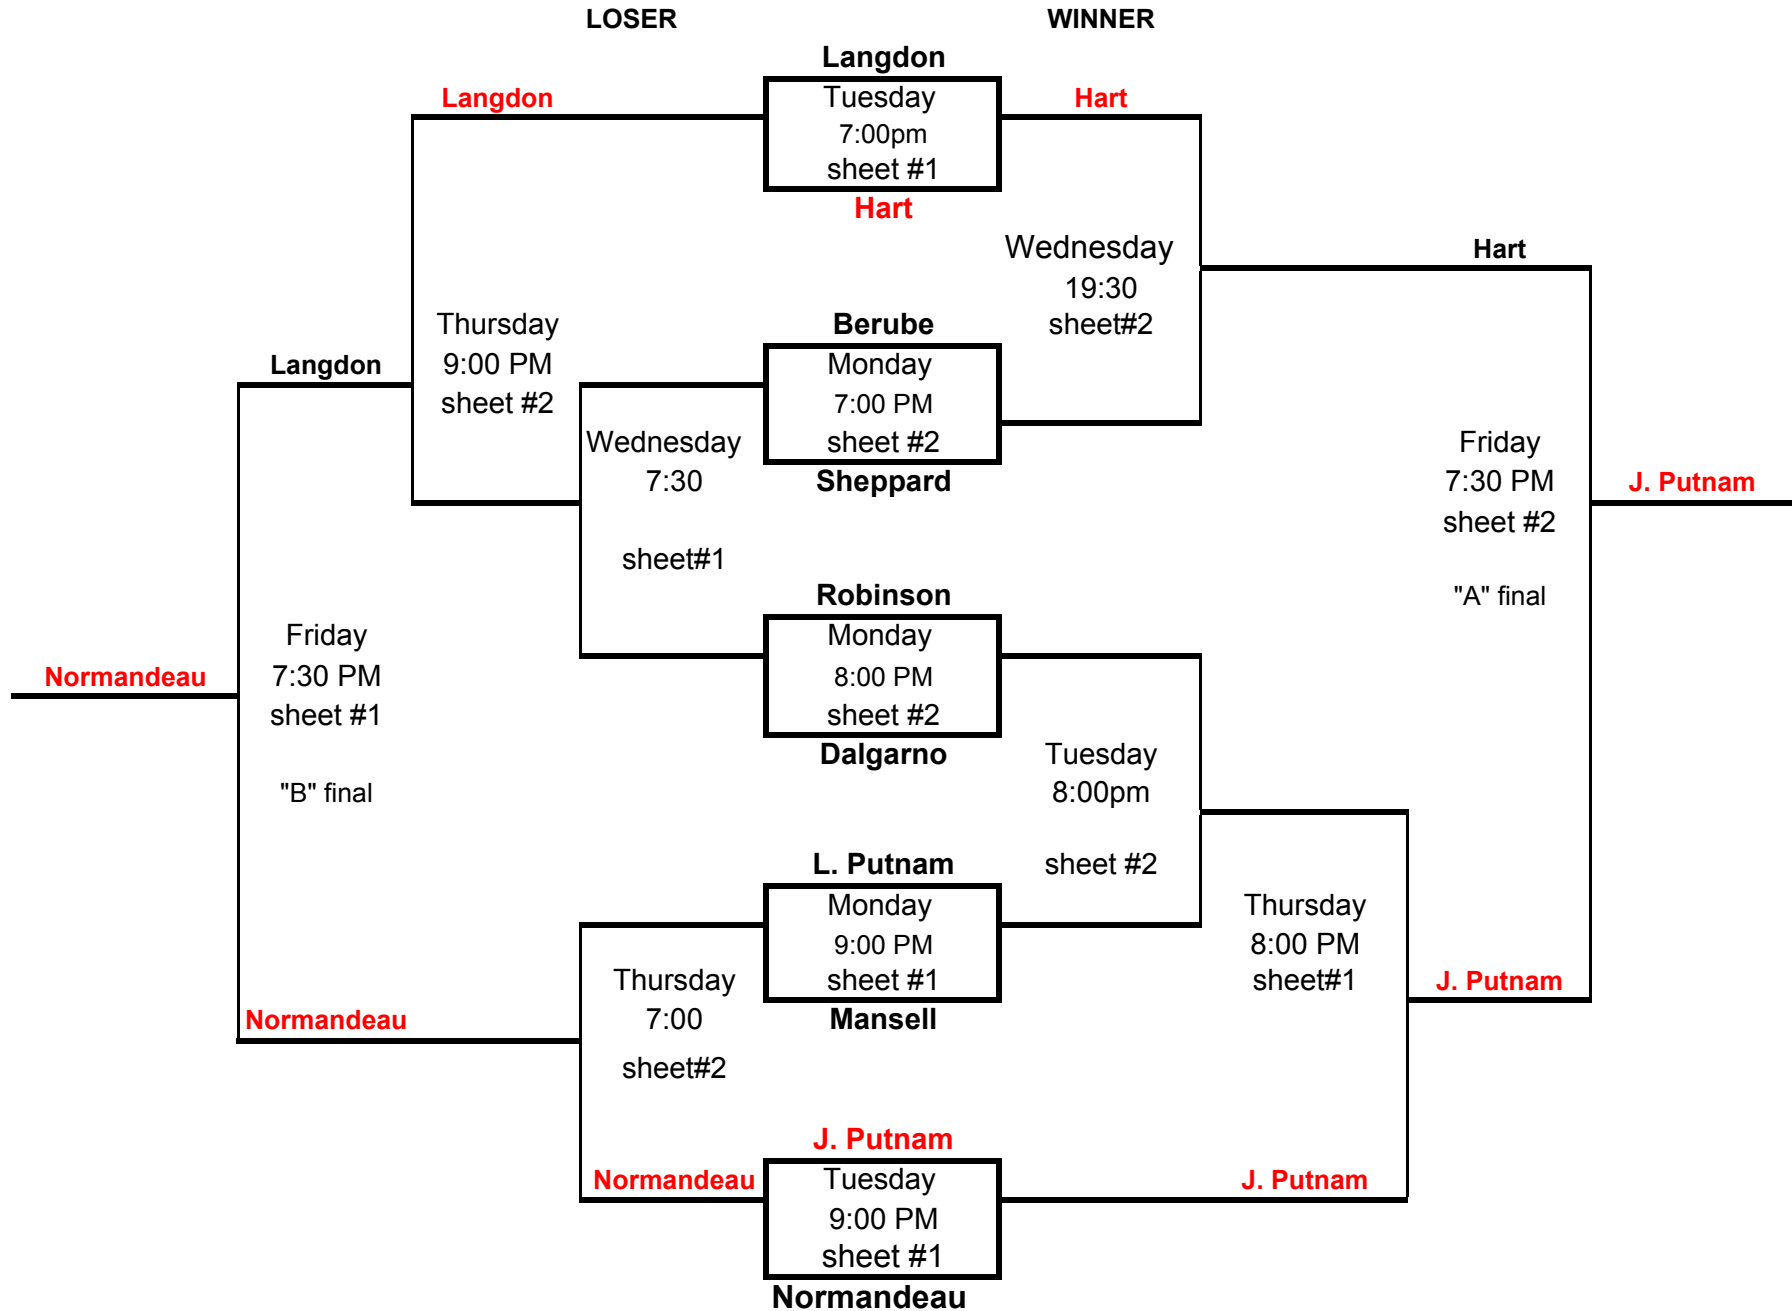 LOSER
WINNER
Langdon
Langdon
Tuesday
Hart
7:00pm
sheet #1
Hart
Wednesday
Hart
19:30
sheet#2
Thursday
9:00 PM
sheet #2
Berube
Langdon
Monday
7:00 PM
sheet #2
Sheppard
Wednesday
7:30
sheet#1
Friday
7:30 PM
sheet #2
"A" final
J. Putnam
Robinson
Monday
8:00 PM
sheet #2
Dalgarno
Friday
7:30 PM
sheet #1
"B" final
Normandeau
Tuesday
8:00pm
sheet #2
L. Putnam
Monday
9:00 PM
sheet #1
Mansell
Thursday
8:00 PM
sheet#1
J. Putnam
Thursday
7:00
sheet#2
Normandeau
J. Putnam
Normandeau
Tuesday
J. Putnam
9:00 PM
sheet #1
Normandeau